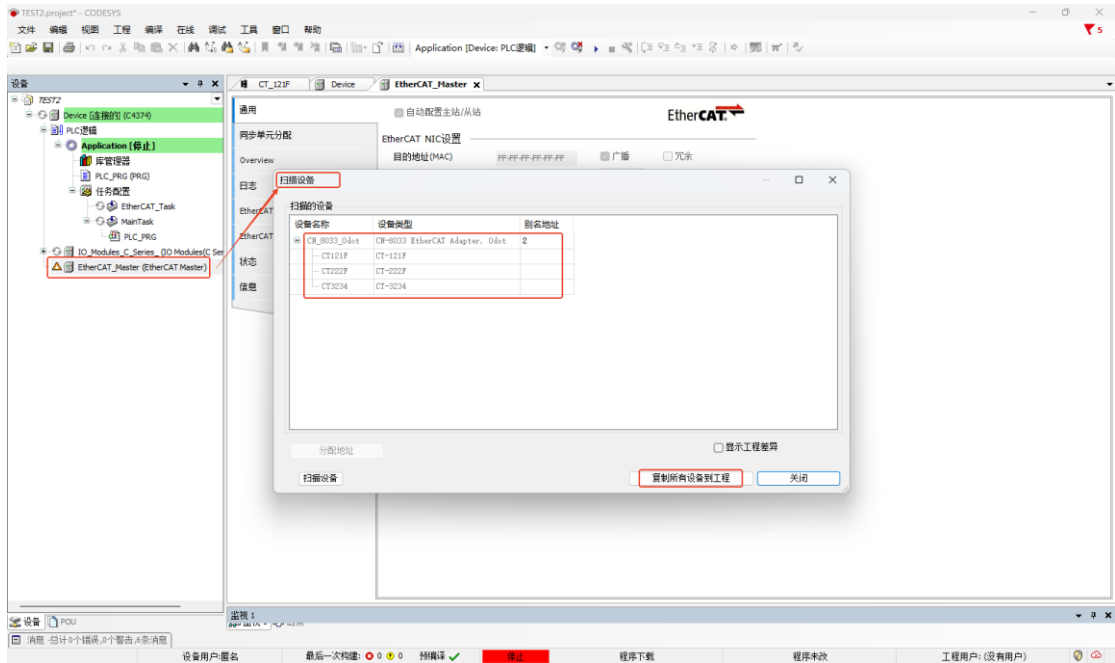 TEST2.project* - CODESYS
文件 编辑 视图 工程 编译 在线 调试 工具 窗口 帮助
5
Application [Device: PLC逻辑]
设备
CT_121F Device EtherCAT_Master
TEST2
Device [连接的] (C4374)
PLC逻辑
Application [停止]
库管理器
PLC_PRG (PRG)
任务配置
EtherCAT_Task
MainTask
PLC_PRG
IO_Modules_C_Series_ (IO Modules(C Ser
EtherCAT_Master (EtherCAT Master)
通用
同步单元分配
Overview
日志
EtherCAT
EtherCAT
状态
信息
自动配置主站/从站
EtherCAT
EtherCAT NIC设置
目的地址(MAC) FF-FF-FF-FF-FF-FF 广播 冗余
扫描设备
扫描的设备
设备名称 设备类型 别名地址
CN_8033_Odot CN-8033 EtherCAT Adapter, Odot 2
CT121F CT-121F
CT222F CT-222F
CT3234 CT-3234
分配地址
显示工程差异
扫描设备 复制所有设备到工程 关闭
设备 POU
监视 1
消息 -总计0个错误,0个警告,6条消息
设备用户:匿名 最后一次构建: 0 0 预编译 停止 程序下载 程序未改 工程用户: (没有用户)